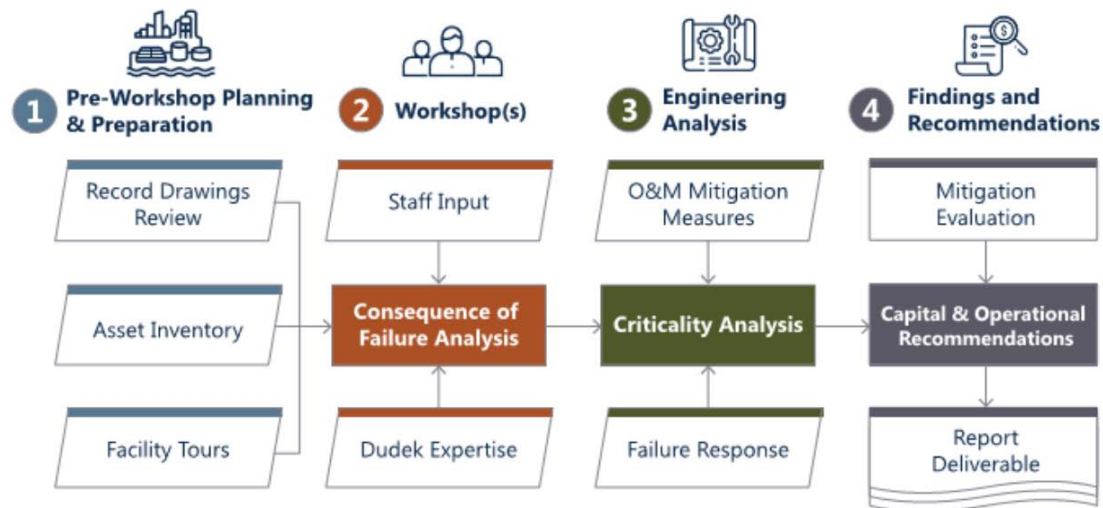 1
Pre-Workshop Planning
& Preparation
2
Workshop(s)
3
Engineering
Analysis
4
Findings and
Recommendations
Record Drawings
Review
Asset Inventory
Facility Tours
Staff Input
Consequence of
Failure Analysis
Dudek Expertise
O&M Mitigation
Measures
Criticality Analysis
Failure Response
Mitigation
Evaluation
Capital & Operational
Recommendations
Report
Deliverable
$